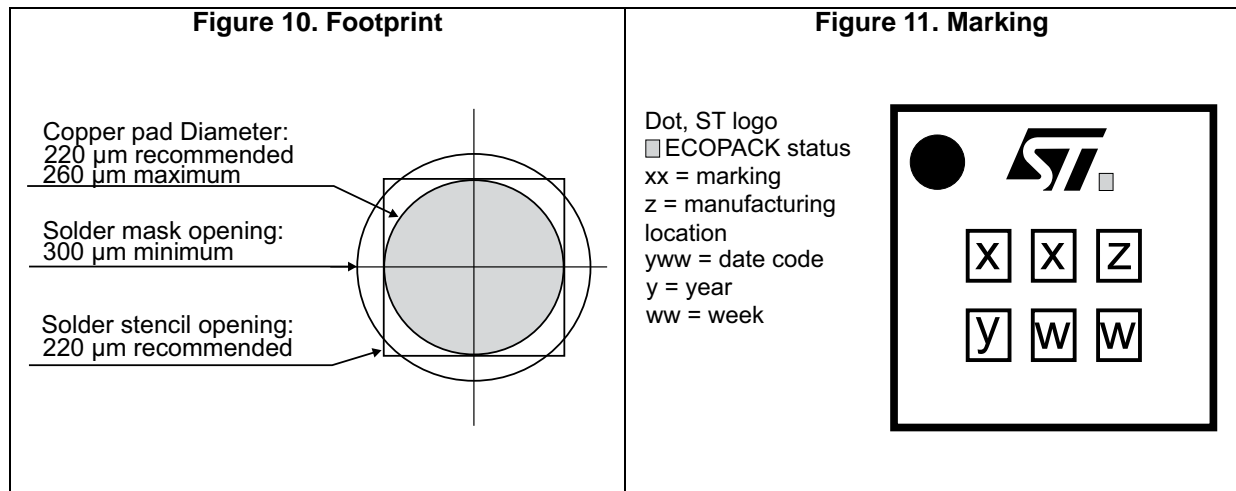 Figure 10. Footprint
Copper pad Diameter:
220 µm recommended
260 µm maximum
Solder mask opening:
300 µm minimum
Solder stencil opening:
220 µm recommended
Figure 11. Marking
Dot, ST logo
ECOPACK status
xx = marking
z = manufacturing
location
yww = date code
y = year
ww = week
ST
x x z
y w w